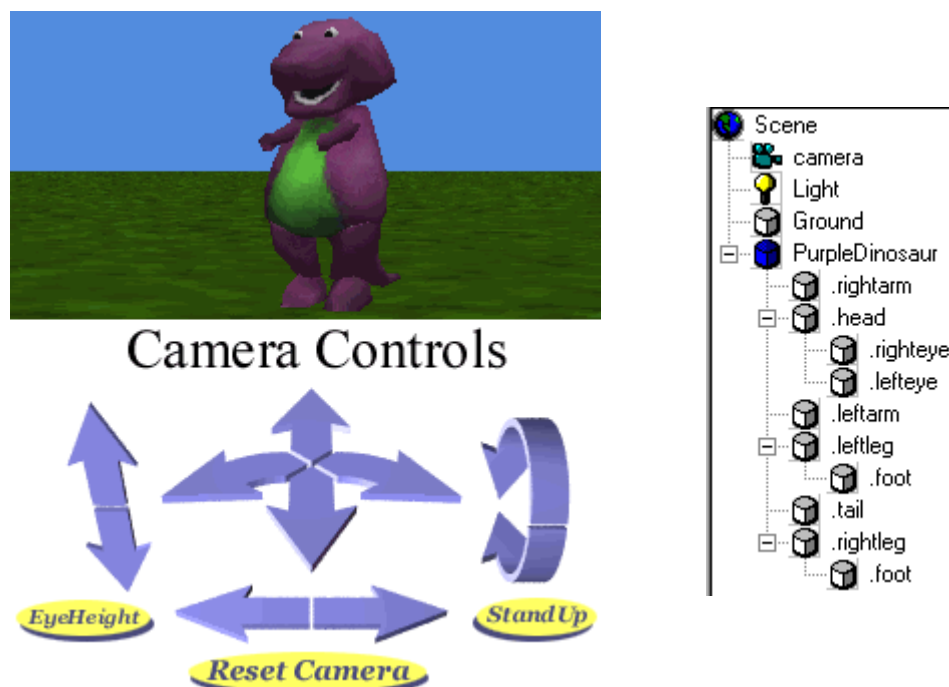 Camera Controls
EyeHeight
StandUp
Reset Camera
Scene
camera
Light
Ground
PurpleDinosaur
.rightarm
.head
.righteye
.lefteye
.leftarm
.leftleg
.foot
.tail
.rightleg
.foot